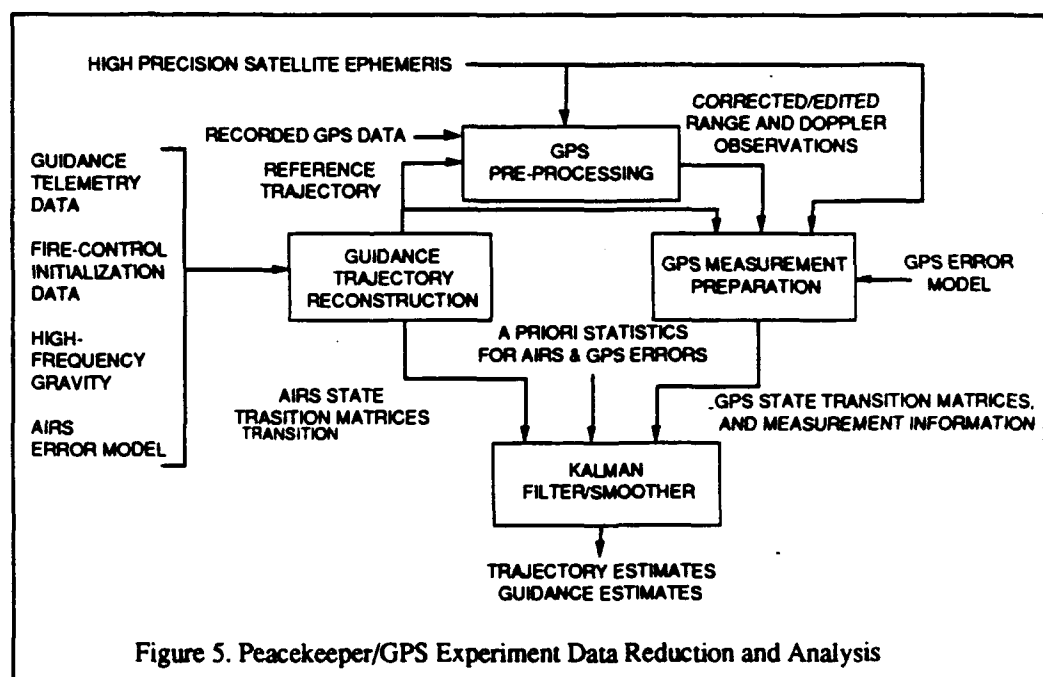 HIGH PRECISION SATELLITE EPHEMERIS
RECORDED GPS DATA
REFERENCE
TRAJECTORY
GPS
PRE-PROCESSING
CORRECTED/EDITED
RANGE AND DOPPLER
OBSERVATIONS
GUIDANCE
TELEMETRY
DATA
FIRE-CONTROL
INITIALIZATION
DATA
HIGH-
FREQUENCY
GRAVITY
AIRS
ERROR MODEL
GUIDANCE
TRAJECTORY
RECONSTRUCTION
GPS MEASUREMENT
PREPARATION
GPS ERROR
MODEL
A PRIORI STATISTICS
FOR AIRS & GPS ERRORS
AIRS STATE
TRASITION MATRICES
TRANSITION
GPS STATE TRANSITION MATRICES,
AND MEASUREMENT INFORMATION
KALMAN
FILTER/SMOOTHER
TRAJECTORY ESTIMATES
GUIDANCE ESTIMATES
Figure 5. Peacekeeper/GPS Experiment Data Reduction and Analysis